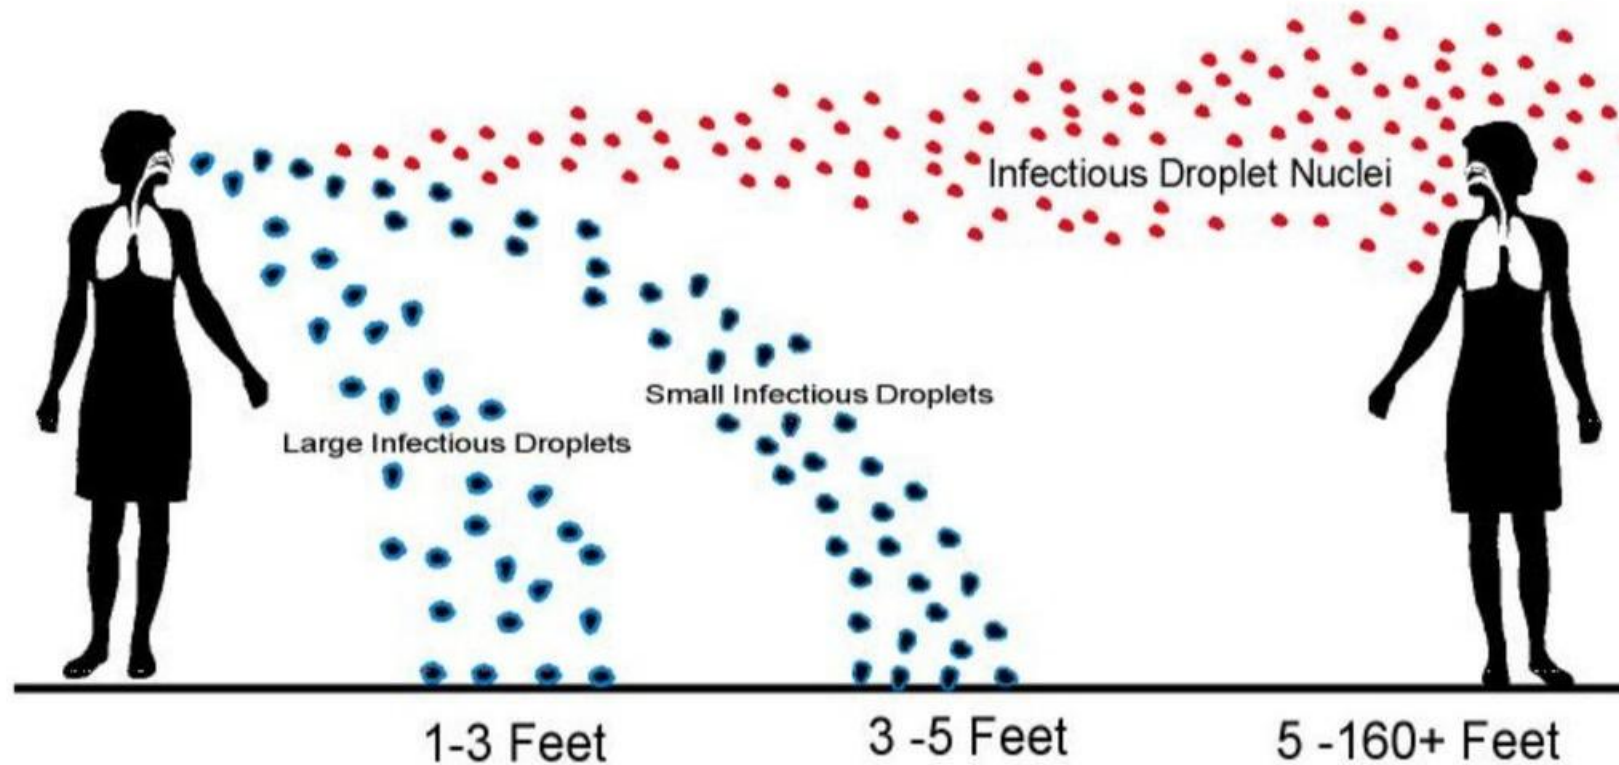 Infectious Droplet Nuclei
Small Infectious Droplets
Large Infectious Droplets
1-3 Feet
3 -5 Feet
5 -160+ Feet